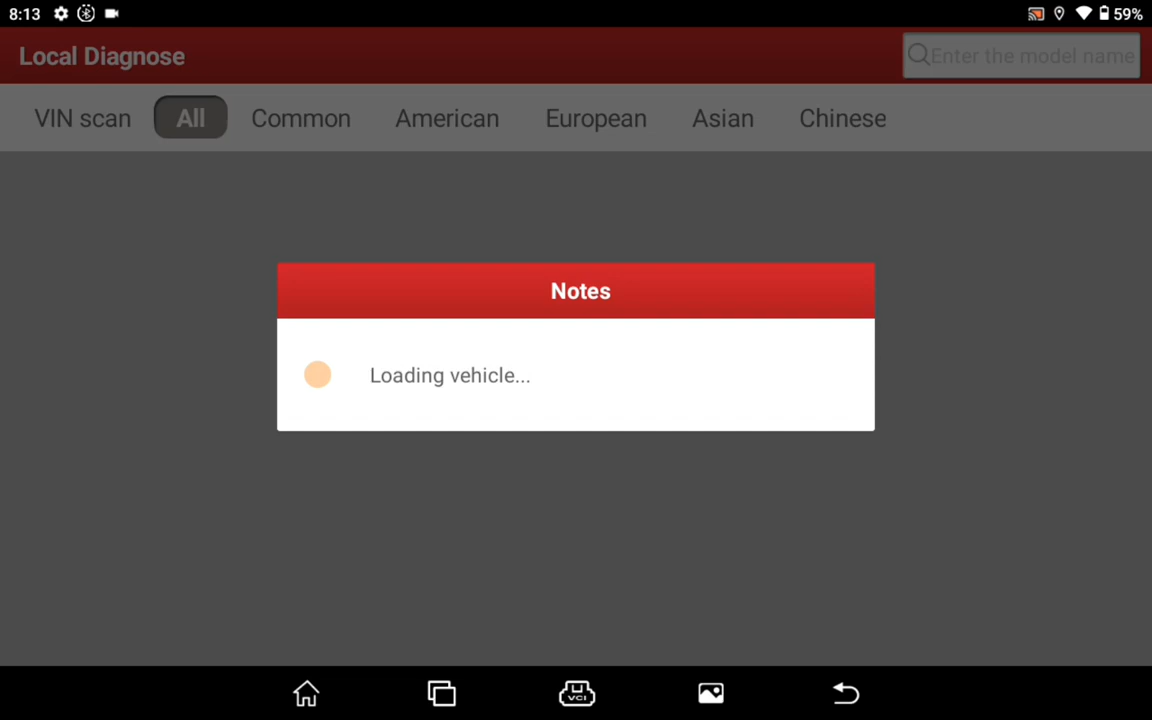 8:13 59%
Local Diagnose Enter the model name
VIN scan All Common American European Asian Chinese
Notes
Loading vehicle...
VCI